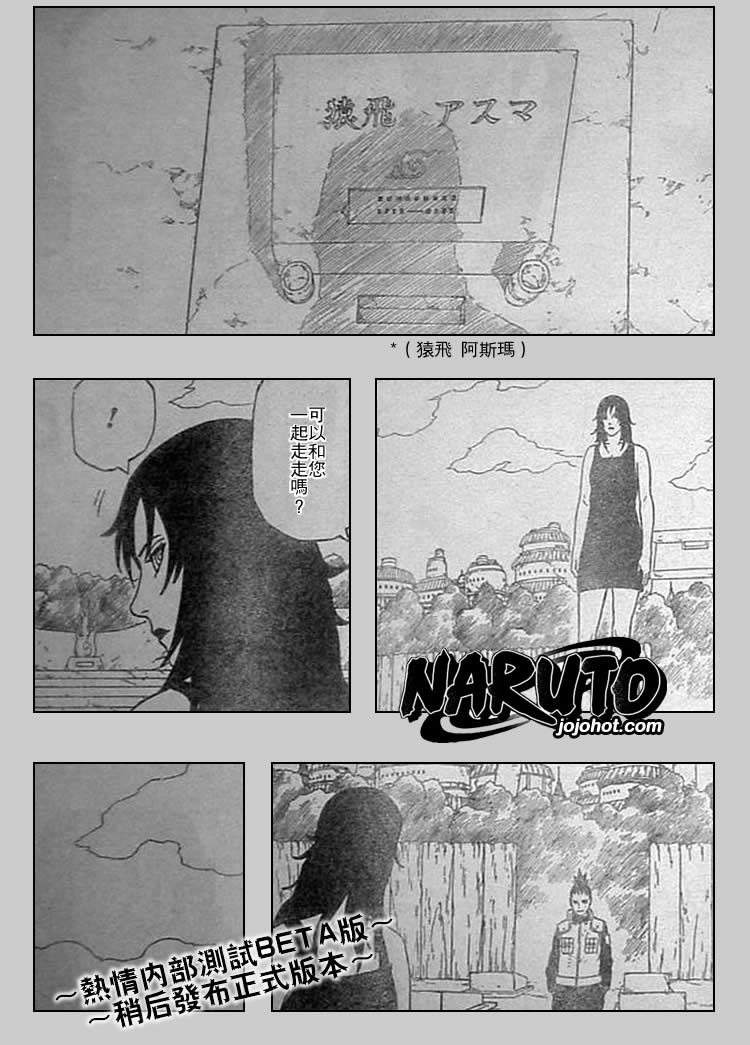 猿飛 アスマ
*（猿飛 阿斯瑪）
可以和您
一起走走嗎？
！
NARUTO
jojohot.com
～熱情内部測試BETA版～
～稍后發布正式版本～